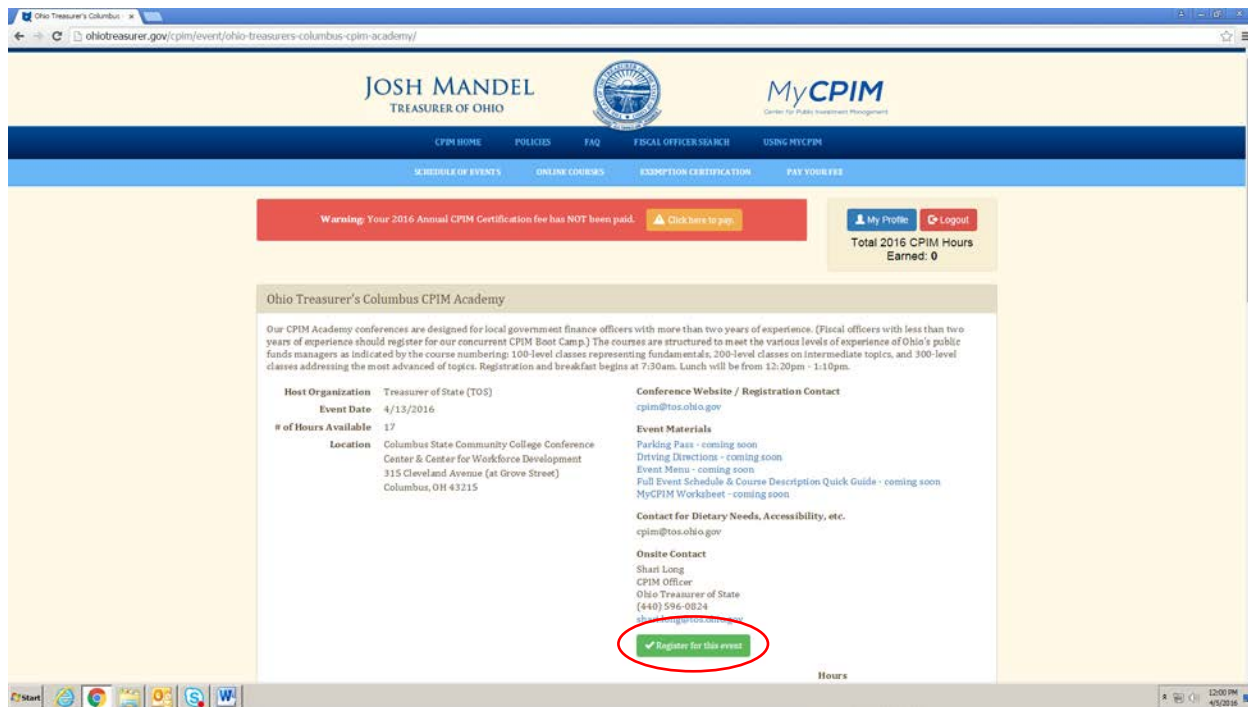 Ohio Treasurer's Columbus
ohiotreasurer.gov/cpim/event/ohio-treasurers-columbus-cpim-academy/
JOSH MANDEL
TREASURER OF OHIO
MyCPIM
Center for Public Investment Management
CPIM HOME POLICIES FAQ FISCAL OFFICER SEARCH USING MYCPIM
SCHEDULE OF EVENTS ONLINE COURSES EXEMPTION CERTIFICATION PAY YOUR FEE
Warning: Your 2016 Annual CPIM Certification fee has NOT been paid. Click here to pay.
My Profile Logout
Total 2016 CPIM Hours
Earned: 0
Ohio Treasurer's Columbus CPIM Academy
Our CPIM Academy conferences are designed for local government finance officers with more than two years of experience. (Fiscal officers with less than two
years of experience should register for our concurrent CPIM Boot Camp.) The courses are structured to meet the various levels of experience of Ohio's public
funds managers as indicated by the course numbering: 100-level classes representing fundamentals, 200-level classes on intermediate topics, and 300-level
classes addressing the most advanced of topics. Registration and breakfast begins at 7:30am. Lunch will be from 12:20pm - 1:10pm.
Host Organization Treasurer of State (TOS)
Event Date 4/13/2016
# of Hours Available 17
Location Columbus State Community College Conference
Center & Center for Workforce Development
315 Cleveland Avenue (at Grove Street)
Columbus, OH 43215
Conference Website / Registration Contact
cpim@tos.ohio.gov
Event Materials
Parking Pass - coming soon
Driving Directions - coming soon
Event Menu - coming soon
Full Event Schedule & Course Description Quick Guide - coming soon
MyCPIM Worksheet - coming soon
Contact for Dietary Needs, Accessibility, etc.
cpim@tos.ohio.gov
Onsite Contact
Shari Long
CPIM Officer
Ohio Treasurer of State
(440) 596-0824
shari.long@tos.ohio.gov
Register for this event
Hours
Start
12:00 PM
4/5/2016